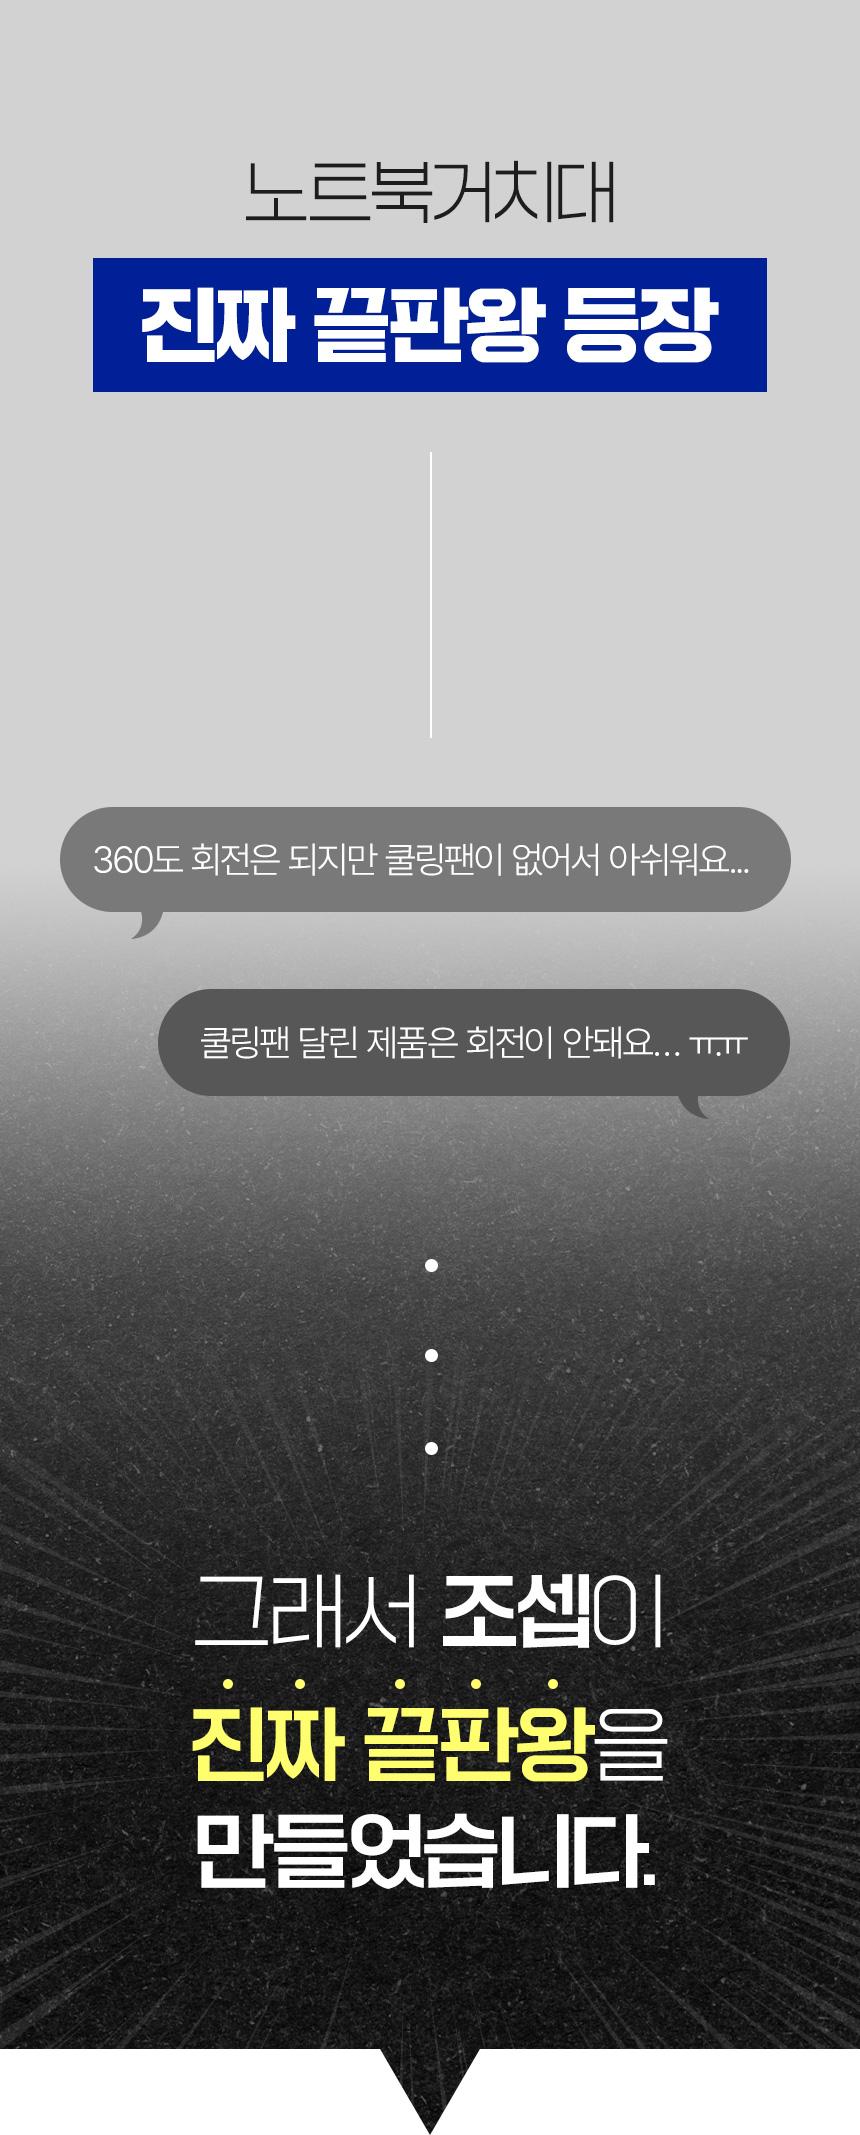 노트북거치대
진짜 끝판왕 등장
360도 회전은 되지만 쿨링팬이 없어서 아쉬워요...
쿨링팬 달린 제품은 회전이 안돼요... ㅠ.ㅠ
그래서 조셉이
진짜 끝판왕을
만들었습니다.